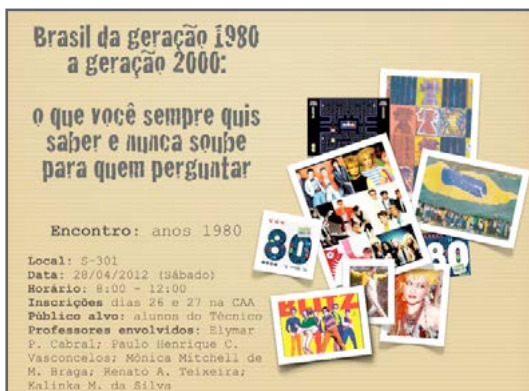 Brasil da geração 1980
a geração 2000:
o que você sempre quis
saber e nunca soube
para quem perguntar
Encontro: anos 1980
Local: S-301
Data: 28/04/2012 (Sábado)
Horário: 8:00 - 12:00
Inscrições dias 26 e 27 na CAA
Público alvo: alunos do Técnico
Professores envolvidos: Elymar
P. Cabral; Paulo Henrique C.
Vasconcelos; Mônica Mitchell de
M. Braga; Renato A. Teixeira;
Kalinka M. da Silva
80
80
BLITZ